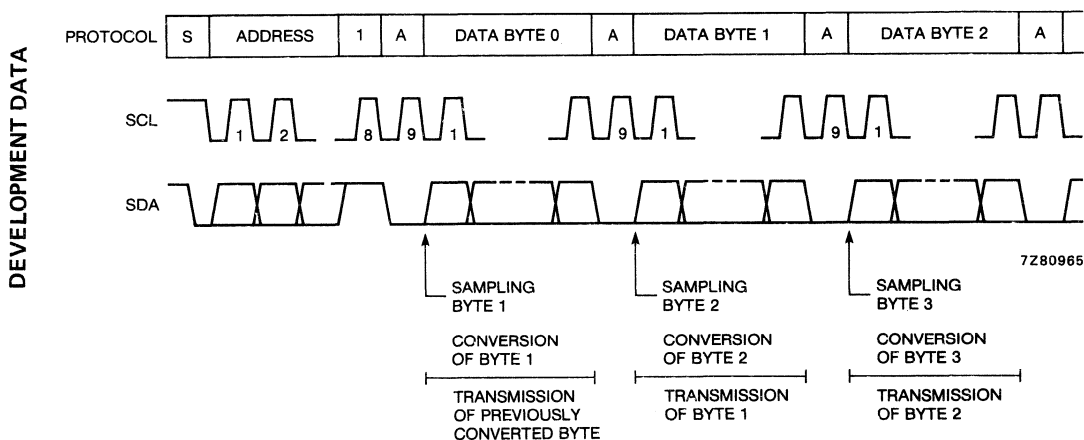 DEVELOPMENT DATA
PROTOCOL S ADDRESS 1 A DATA BYTE 0 A DATA BYTE 1 A DATA BYTE 2 A
SCL 1 2 8 9 1 9 1 9 1
SDA
7Z80965
SAMPLING
BYTE 1
SAMPLING
BYTE 2
SAMPLING
BYTE 3
CONVERSION
OF BYTE 1
CONVERSION
OF BYTE 2
CONVERSION
OF BYTE 3
TRANSMISSION
OF PREVIOUSLY
CONVERTED BYTE
TRANSMISSION
OF BYTE 1
TRANSMISSION
OF BYTE 2